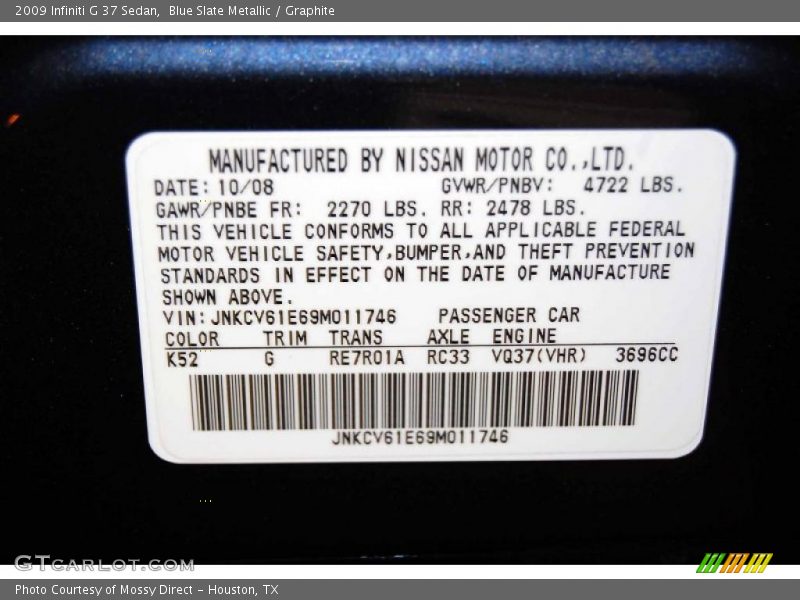 2009 Infiniti G 37 Sedan,  Blue Slate Metallic / Graphite
MANUFACTURED BY NISSAN MOTOR CO.,LTD.
DATE: 10/08 GVWR/PNBV: 4722 LBS.
GAWR/PNBE FR: 2270 LBS. RR: 2478 LBS.
THIS VEHICLE CONFORMS TO ALL APPLICABLE FEDERAL
MOTOR VEHICLE SAFETY,BUMPER,AND THEFT PREVENTION
STANDARDS IN EFFECT ON THE DATE OF MANUFACTURE
SHOWN ABOVE.
VIN: JNKCV61E69M011746 PASSENGER CAR
COLOR TRIM TRANS AXLE ENGINE
K52 G RE7R01A RC33 VQ37(VHR) 3696CC
JNKCV61E69M011746
GTcarlot.com
Photo Courtesy of Mossy Direct - Houston, TX